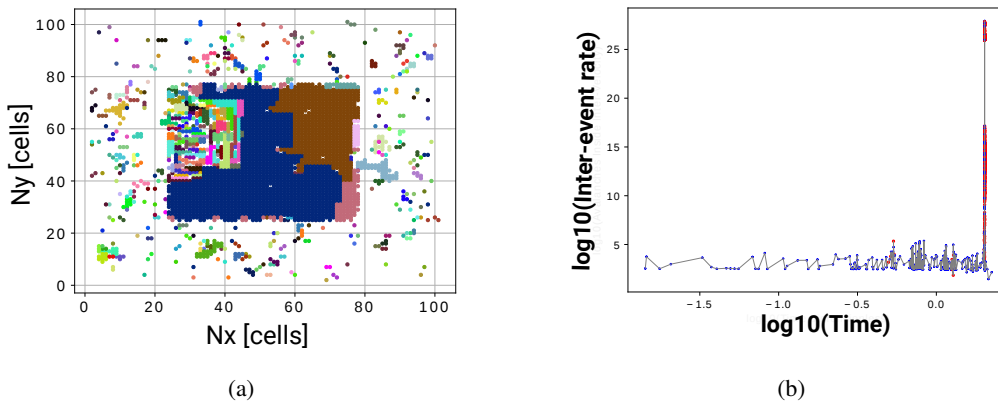 100
80
60
40
20
0
Ny [cells]
0 20 40 60 80 100
Nx [cells]
(a)
25
20
15
10
5
log10(Inter-event rate)
−1.5 −1.0 −0.5 0.0
log10(Time)
(b)